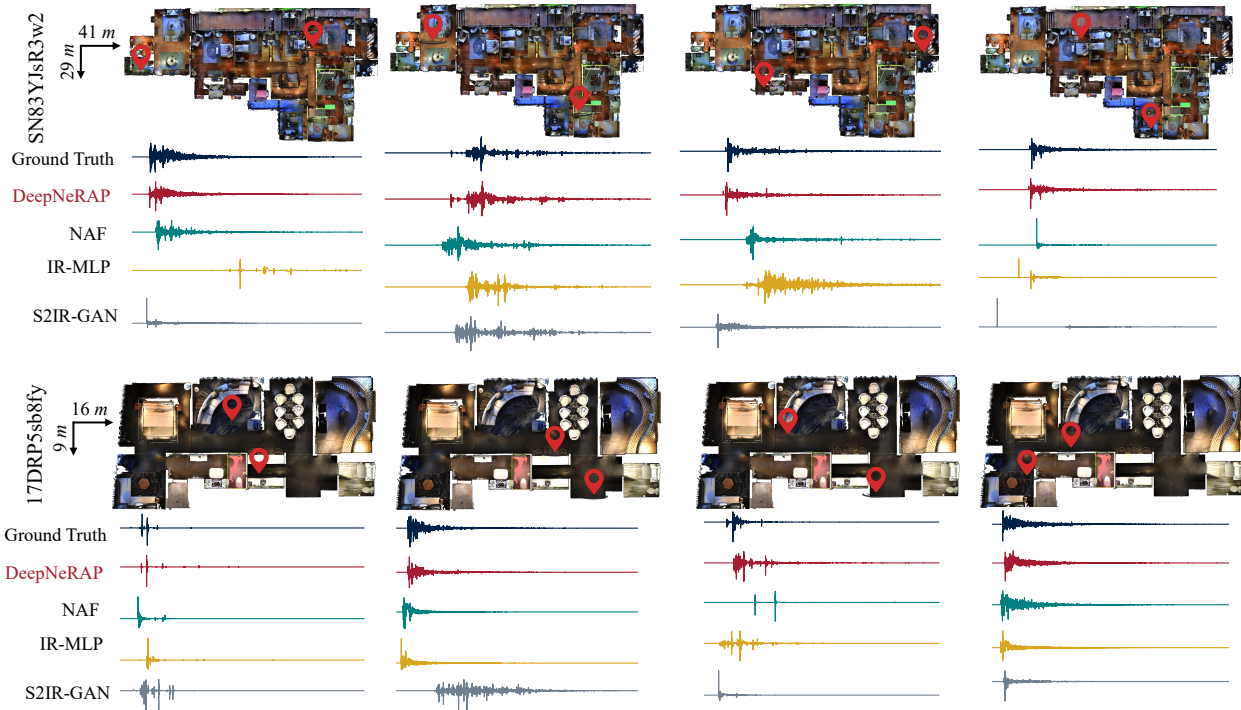 SN83YJsR3w2
41 m
29 m
Ground Truth
DeepNeRAP
NAF
IR-MLP
S2IR-GAN
17DRP5sb8fy
16 m
9 m
Ground Truth
DeepNeRAP
NAF
IR-MLP
S2IR-GAN